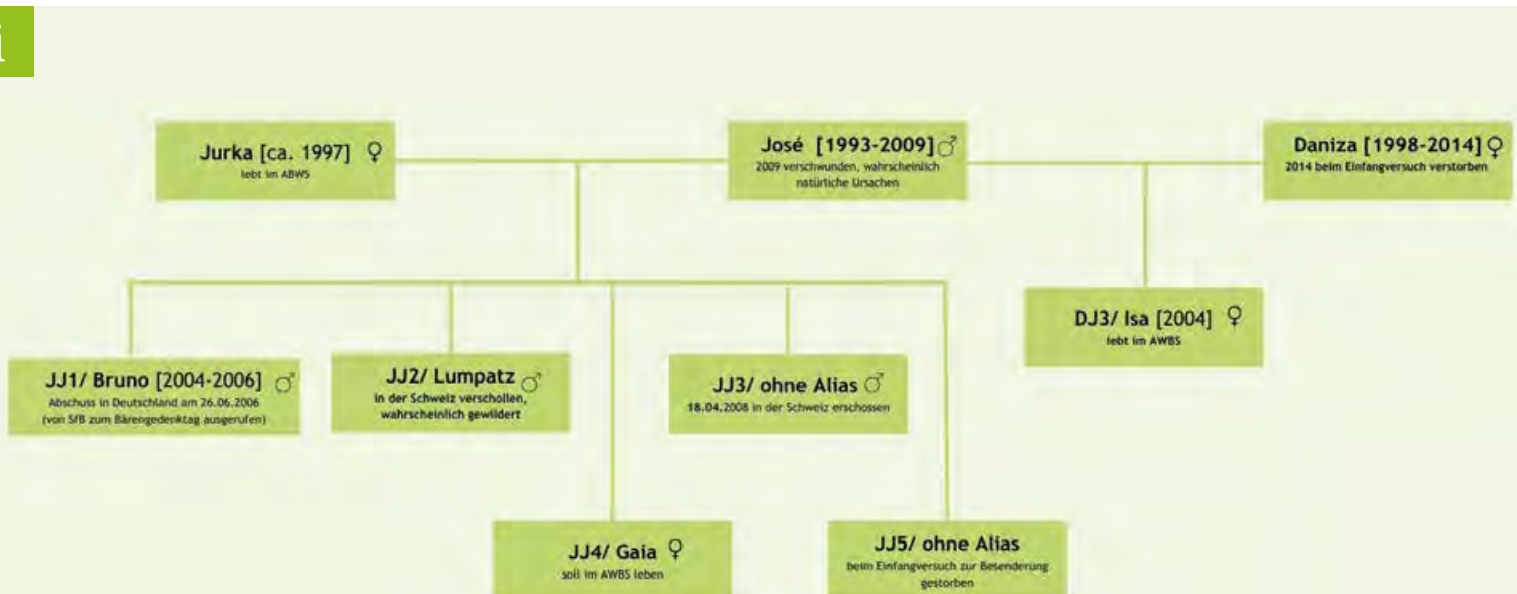 i
Jurka [ca. 1997] ♀
lebt im ABWS
José [1993-2009] ♂
2009 verschwunden, wahrscheinlich
natürliche Ursachen
Daniza [1998-2014] ♀
2014 beim Einfangversuch verstorben
DJ3/ Isa [2004] ♀
lebt im AWBS
JJ1/ Bruno [2004-2006] ♂
Abschuss in Deutschland am 26.06.2006
(von SfB zum Bärengedenktag ausgerufen)
JJ2/ Lumpatz ♂
in der Schweiz verschollen,
wahrscheinlich gewildert
JJ3/ ohne Alias ♂
18.04.2008 in der Schweiz erschossen
JJ4/ Gaia ♀
soll im AWBS leben
JJ5/ ohne Alias
beim Einfangversuch zur Besenderung
gestorben